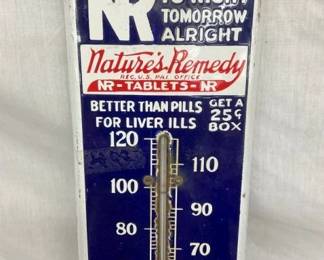 NR TO-NIGHT
TOMORROW
ALRIGHT
Nature's Remedy
REG. U.S. PAT. OFFICE
NR-TABLETS-NR
BETTER THAN PILLS
FOR LIVER ILLS
GET A
25¢
BOX
120
110
100
90
80
70